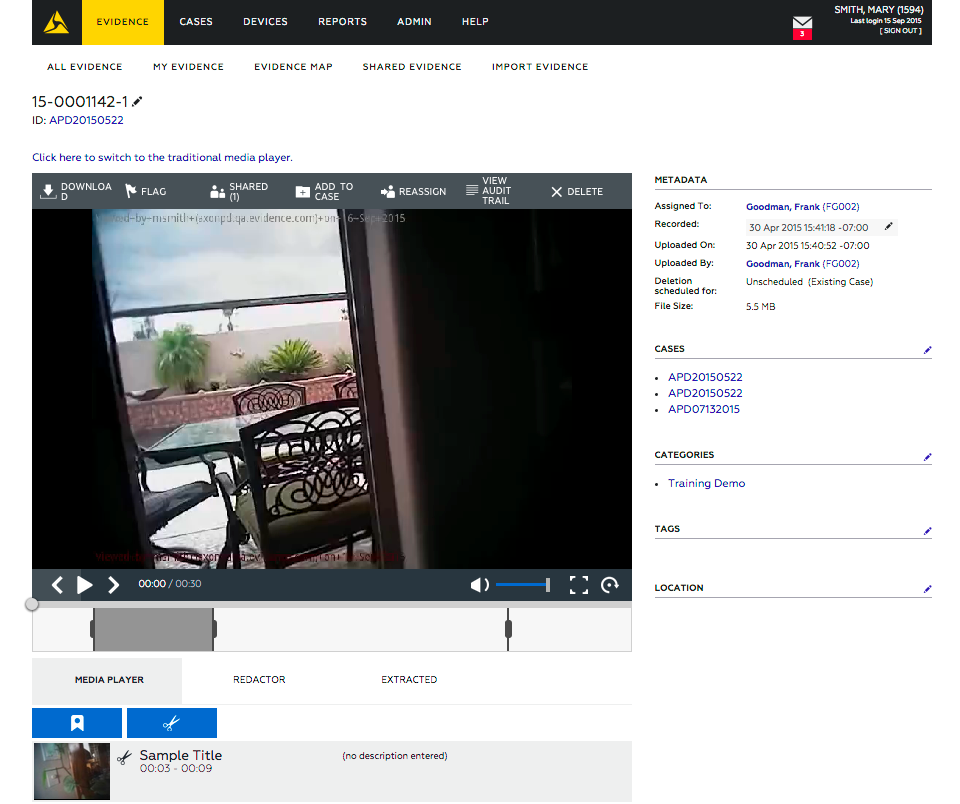 EVIDENCE CASES DEVICES REPORTS ADMIN HELP
3
SMITH, MARY (1594)
Last login 15 Sep 2015
[ SIGN OUT ]
ALL EVIDENCE MY EVIDENCE EVIDENCE MAP SHARED EVIDENCE IMPORT EVIDENCE
15-0001142-1
ID: APD20150522
Click here to switch to the traditional media player.
DOWNLOA
D
FLAG
SHARED
(1)
ADD TO
CASE
REASSIGN
VIEW
AUDIT
TRAIL
DELETE
viewed-by-msmith+(axonpd.qa.evidence.com)+on+16-Sep-2015
00:00 / 00:30
MEDIA PLAYER REDACTOR EXTRACTED
Sample Title
00:03 - 00:09
(no description entered)
METADATA
Assigned To: Goodman, Frank (FG002)
Recorded: 30 Apr 2015 15:41:18 -07:00
Uploaded On: 30 Apr 2015 15:40:52 -07:00
Uploaded By: Goodman, Frank (FG002)
Deletion
scheduled for:
Unscheduled (Existing Case)
File Size: 5.5 MB
CASES
APD20150522
APD20150522
APD07132015
CATEGORIES
Training Demo
TAGS
LOCATION